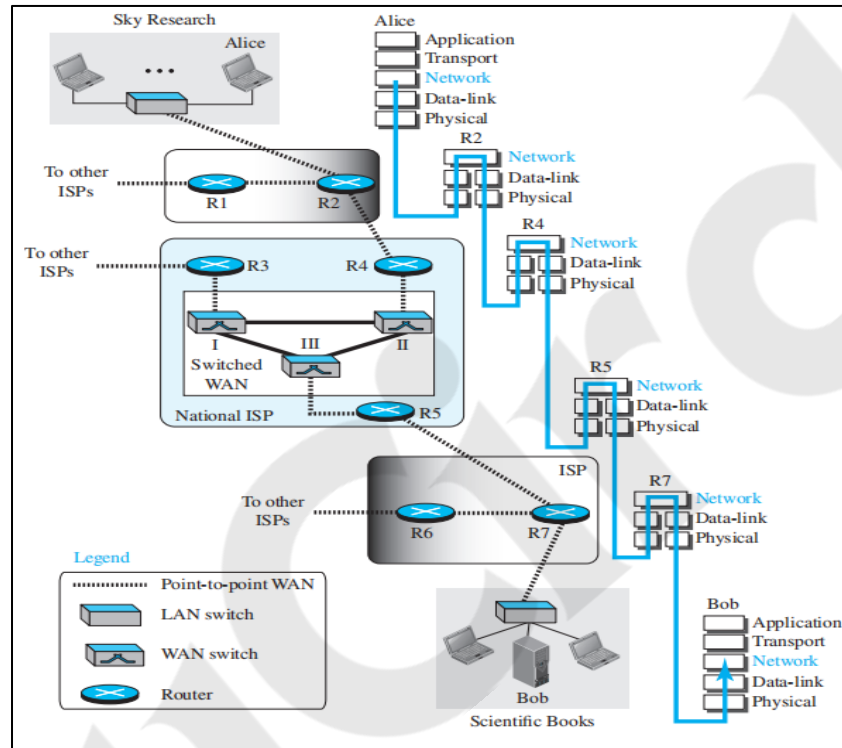 Sky Research
Alice
To other
ISPs
R1
R2
To other
ISPs
R3
R4
I
III
II
Switched
WAN
National ISP
R5
ISP
To other
ISPs
R6
R7
Bob
Scientific Books
Legend
Point-to-point WAN
LAN switch
WAN switch
Router
Alice
Application
Transport
Network
Data-link
Physical
R2
Network
Data-link
Physical
R4
Network
Data-link
Physical
R5
Network
Data-link
Physical
R7
Network
Data-link
Physical
Bob
Application
Transport
Network
Data-link
Physical